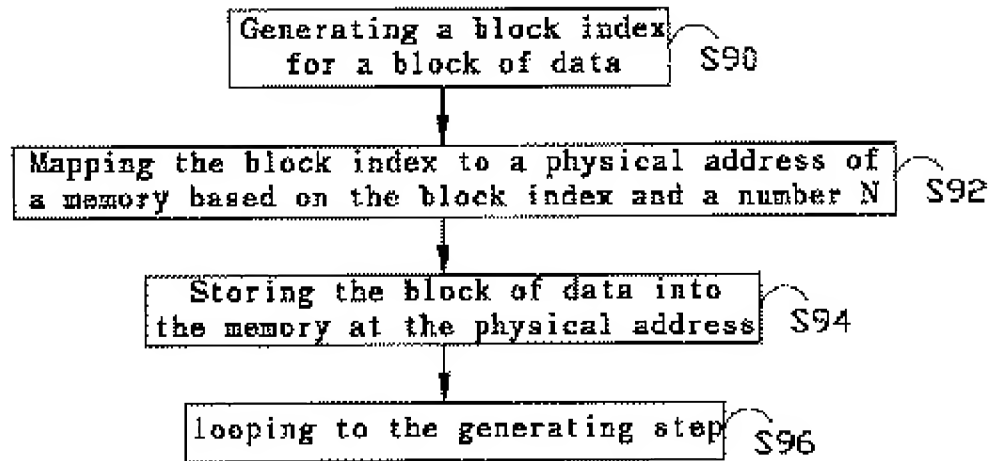 Generating a block index
for a block of data
S90
Mapping the block index to a physical address of
a memory based on the block index and a number N
S92
Storing the block of data into
the memory at the physical address
S94
looping to the generating step
S96